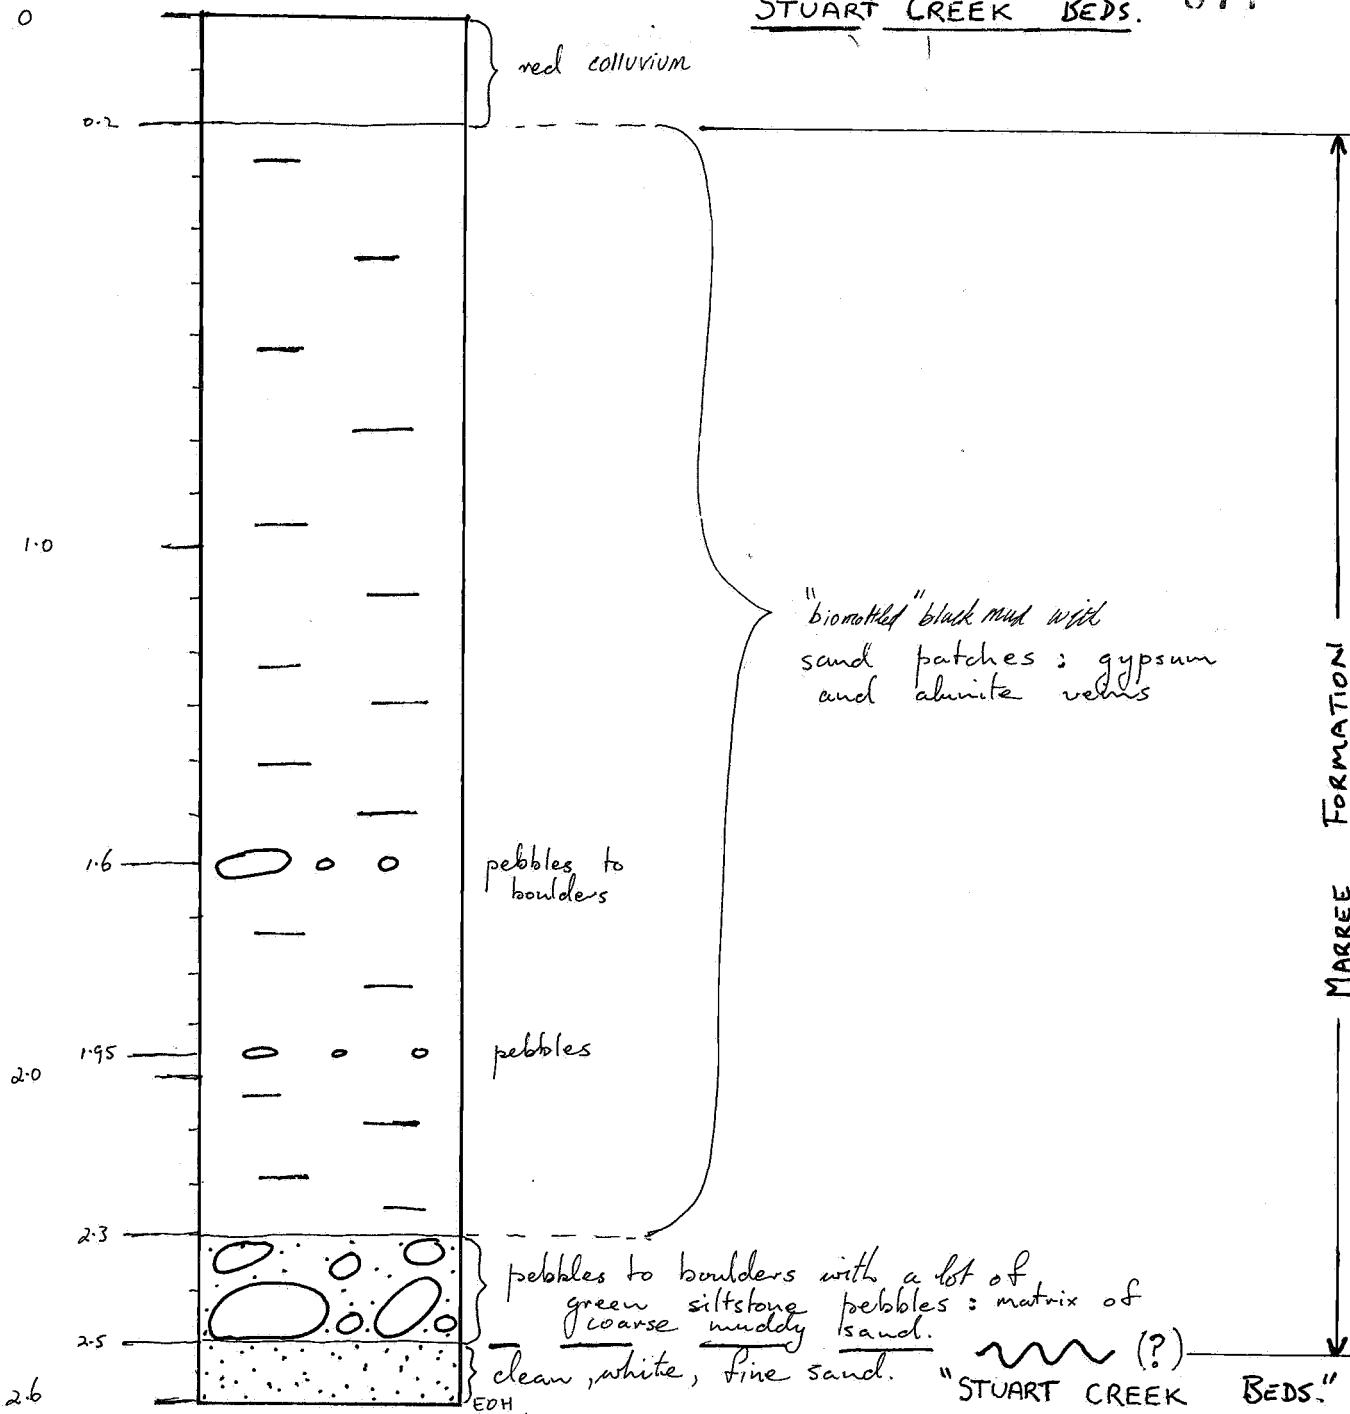 STUART CREEK BEDS.
0
red colluvium
0.2
1.0
"biomottled" black mud with
sand patches : gypsum
and alunite veins
MARREE FORMATION
1.6
pebbles to
boulders
1.95
pebbles
2.0
2.3
pebbles to boulders with a lot of
green siltstone pebbles : matrix of
coarse muddy sand.
2.5
(?)
clean, white, fine sand.
"STUART CREEK BEDS."
2.6
EOH